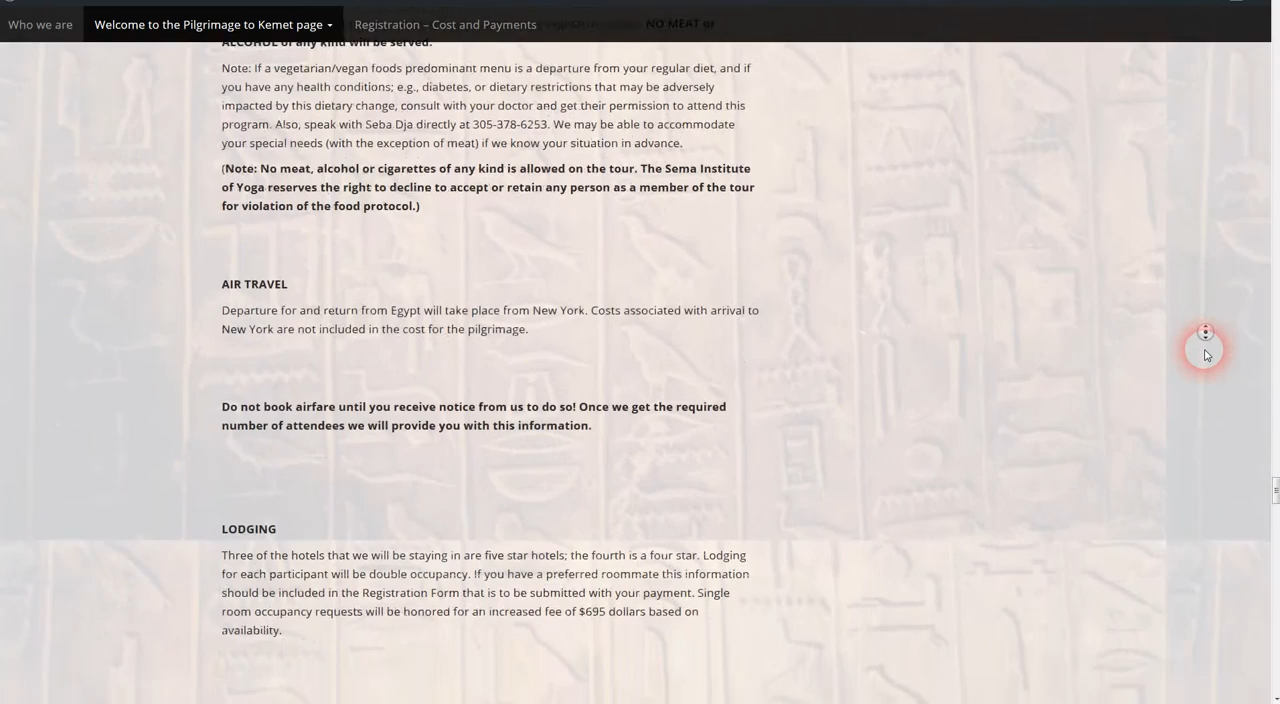 Who we are
Welcome to the Pilgrimage to Kemet page
Registration – Cost and Payments
NO MEAT or
ALCOHOL of any kind will be served.
Note: If a vegetarian/vegan foods predominant menu is a departure from your regular diet, and if
you have any health conditions; e.g., diabetes, or dietary restrictions that may be adversely
impacted by this dietary change, consult with your doctor and get their permission to attend this
program. Also, speak with Seba Dja directly at 305-378-6253. We may be able to accommodate
your special needs (with the exception of meat) if we know your situation in advance.
(Note: No meat, alcohol or cigarettes of any kind is allowed on the tour. The Sema Institute
of Yoga reserves the right to decline to accept or retain any person as a member of the tour
for violation of the food protocol.)
AIR TRAVEL
Departure for and return from Egypt will take place from New York. Costs associated with arrival to
New York are not included in the cost for the pilgrimage.
Do not book airfare until you receive notice from us to do so! Once we get the required
number of attendees we will provide you with this information.
LODGING
Three of the hotels that we will be staying in are five star hotels; the fourth is a four star. Lodging
for each participant will be double occupancy. If you have a preferred roommate this information
should be included in the Registration Form that is to be submitted with your payment. Single
room occupancy requests will be honored for an increased fee of $695 dollars based on
availability.